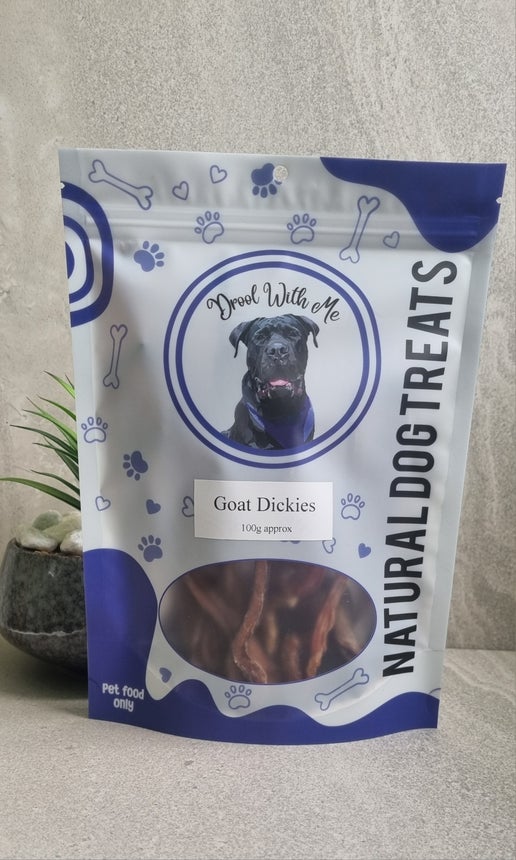 Drool With Me
NATURAL DOG TREATS
Goat Dickies
100g approx
Pet food
only